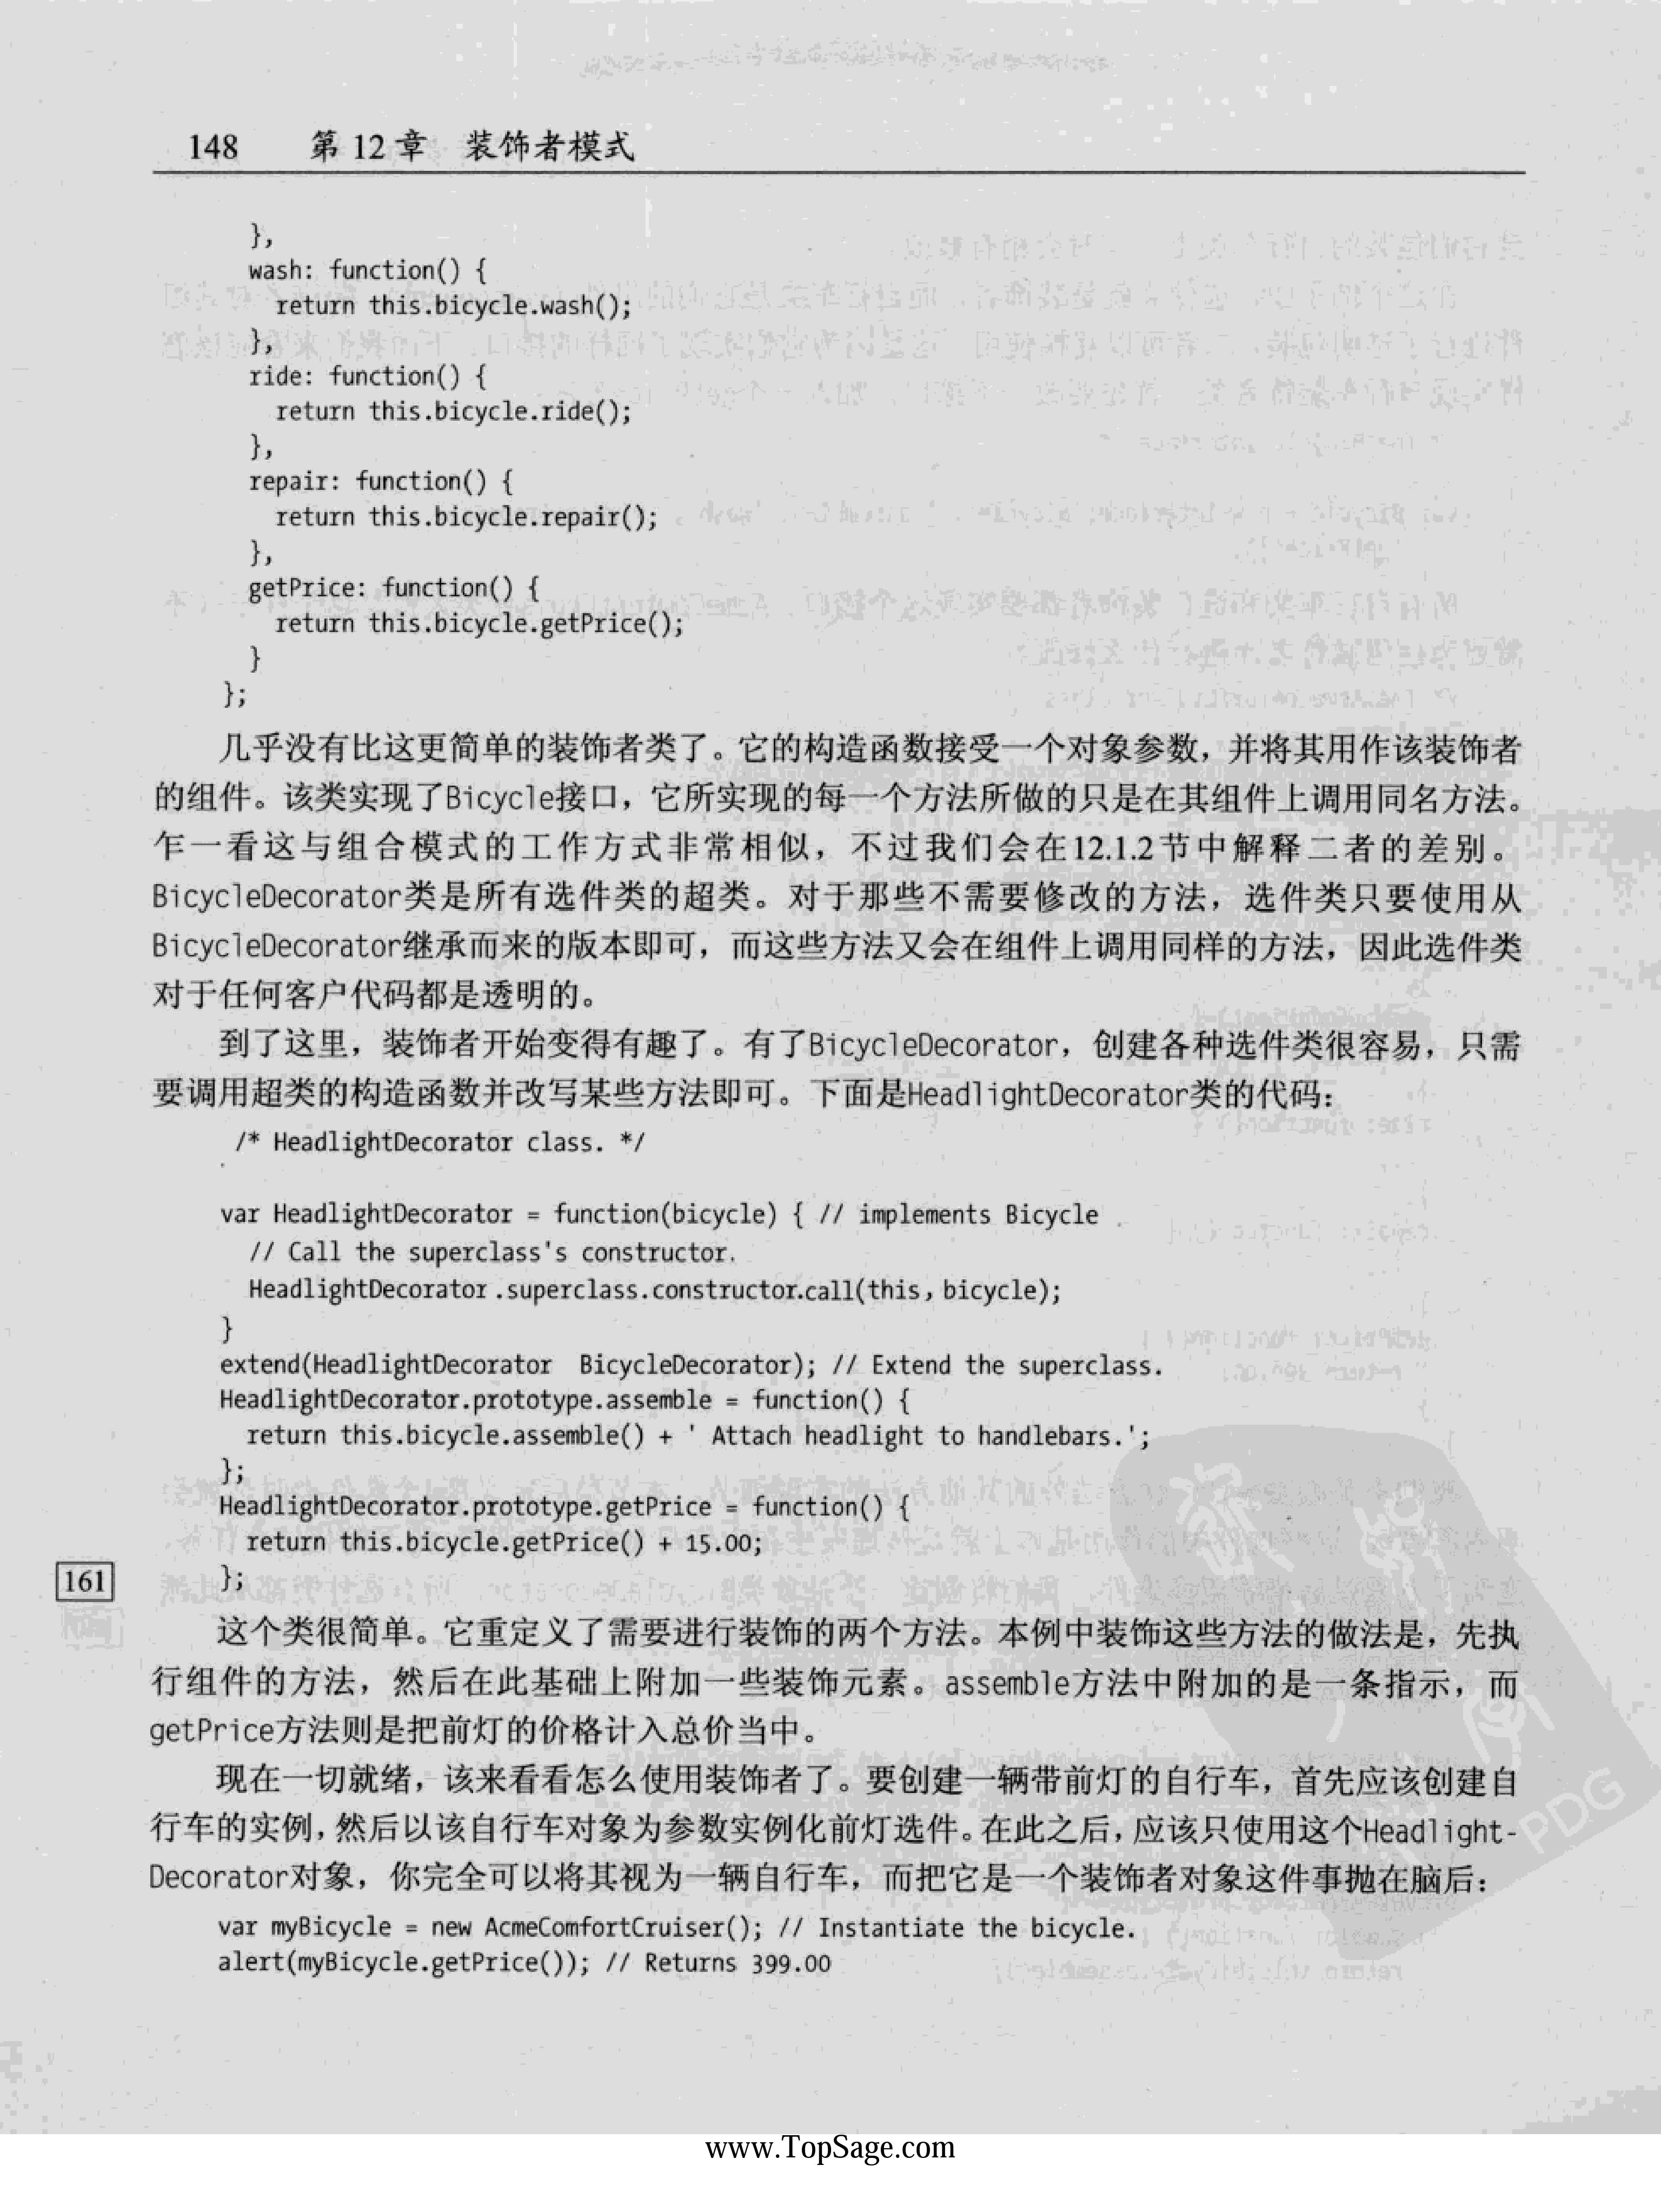 148 第 12 章 装饰者模式
},
wash: function() {
return this.bicycle.wash();
},
ride: function() {
return this.bicycle.ride();
},
repair: function() {
return this.bicycle.repair();
},
getPrice: function() {
return this.bicycle.getPrice();
}
};
几乎没有比这更简单的装饰者类了。它的构造函数接受一个对象参数，并将其用作该装饰者
的组件。该类实现了Bicycle接口，它所实现的每一个方法所做的只是在其组件上调用同名方法。
乍一看这与组合模式的工作方式非常相似，不过我们会在12.1.2节中解释二者的差别。
BicycleDecorator类是所有选件类的超类。对于那些不需要修改的方法，选件类只要使用从
BicycleDecorator继承而来的版本即可，而这些方法又会在组件上调用同样的方法，因此选件类
对于任何客户代码都是透明的。
到了这里，装饰者开始变得有趣了。有了BicycleDecorator，创建各种选件类很容易，只需
要调用超类的构造函数并改写某些方法即可。下面是HeadlightDecorator类的代码：
/* HeadlightDecorator class. */
var HeadlightDecorator = function(bicycle) { // implements Bicycle
// Call the superclass's constructor.
HeadlightDecorator.superclass.constructor.call(this, bicycle);
}
extend(HeadlightDecorator BicycleDecorator); // Extend the superclass.
HeadlightDecorator.prototype.assemble = function() {
return this.bicycle.assemble() + ' Attach headlight to handlebars.';
};
HeadlightDecorator.prototype.getPrice = function() {
return this.bicycle.getPrice() + 15.00;
161 };
这个类很简单。它重定义了需要进行装饰的两个方法。本例中装饰这些方法的做法是，先执
行组件的方法，然后在此基础上附加一些装饰元素。assemble方法中附加的是一条指示，而
getPrice方法则是把前灯的价格计入总价当中。
现在一切就绪，该来看看怎么使用装饰者了。要创建一辆带前灯的自行车，首先应该创建自
行车的实例，然后以该自行车对象为参数实例化前灯选件。在此之后，应该只使用这个Headlight-
Decorator对象，你完全可以将其视为一辆自行车，而把它是一个装饰者对象这件事抛在脑后：
var myBicycle = new AcmeComfortCruiser(); // Instantiate the bicycle.
alert(myBicycle.getPrice()); // Returns 399.00
PDG
www.TopSage.com